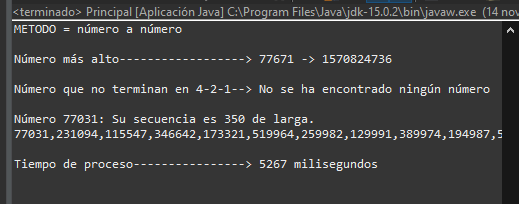 <terminado> Principal [Aplicación Java] C:\Program Files\Java\jdk-15.0.2\bin\javaw.exe (14 nov
METODO = número a número
Número más alto------------------> 77671 -> 1570824736
Número que no terminan en 4-2-1--> No se ha encontrado ningún número
Número 77031: Su secuencia es 350 de larga.
77031,231094,115547,346642,173321,519964,259982,129991,389974,194987,5
Tiempo de proceso----------------> 5267 milisegundos